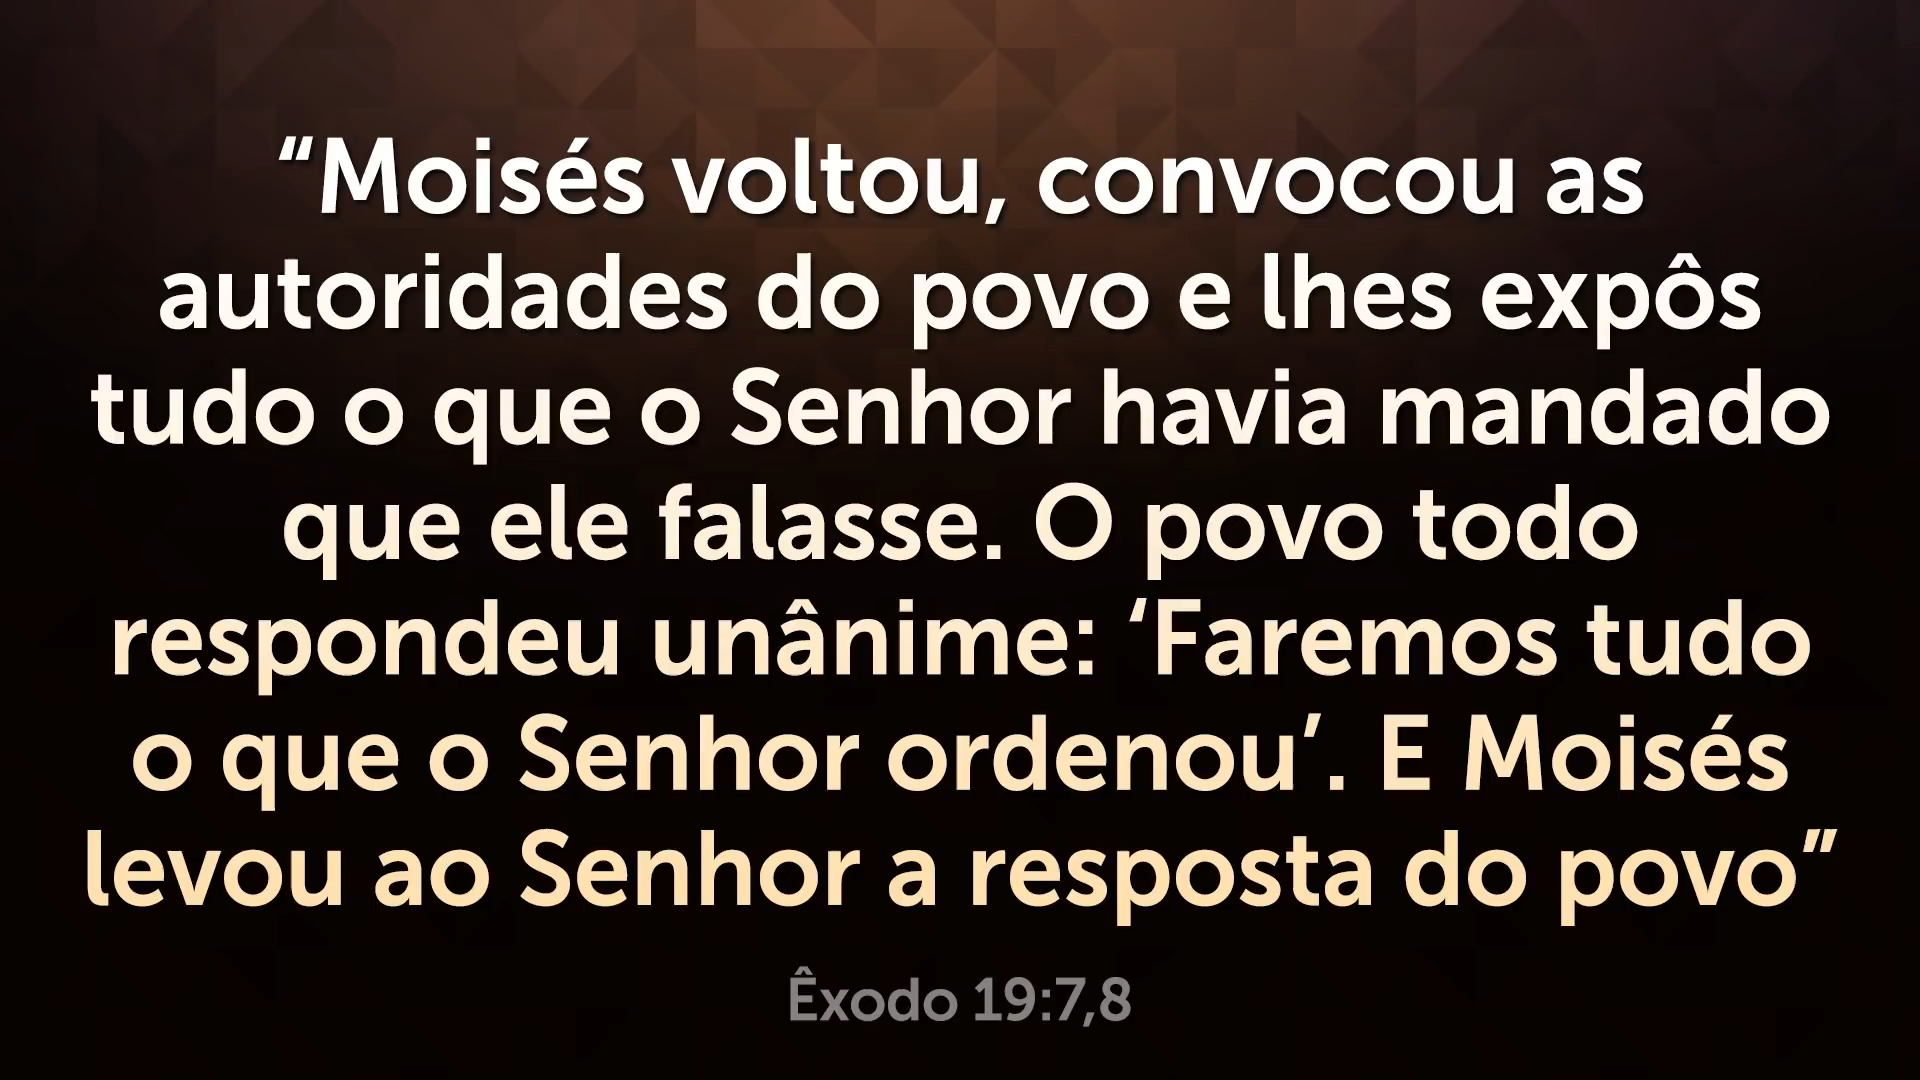 “Moisés voltou, convocou as
autoridades do povo e lhes expôs
tudo o que o Senhor havia mandado
que ele falasse. O povo todo
respondeu unânime: ‘Faremos tudo
o que o Senhor ordenou’. E Moisés
levou ao Senhor a resposta do povo”
Êxodo 19:7,8